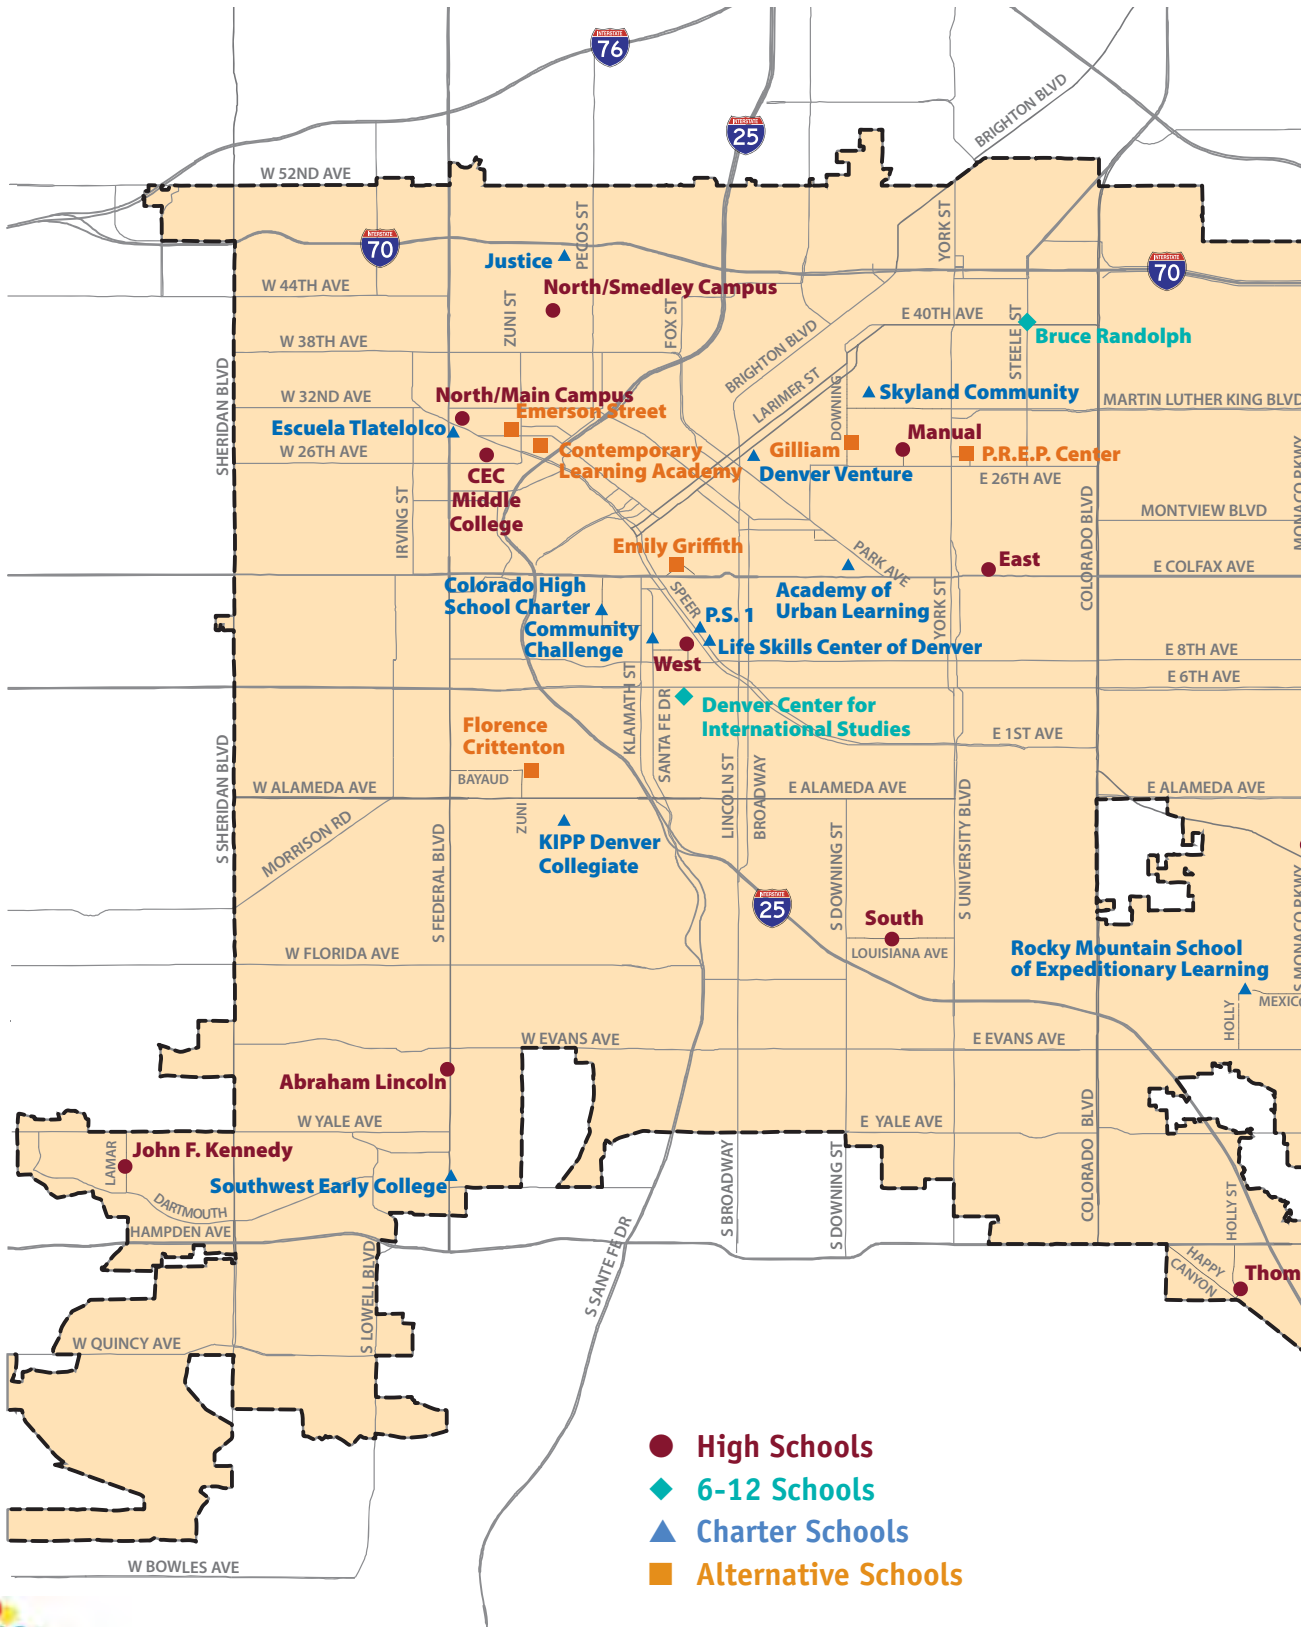 INTERSTATE
76
INTERSTATE
25
BRIGHTON BLVD
W 52ND AVE
PECOS ST
YORK ST
INTERSTATE
70
Justice
INTERSTATE
70
W 44TH AVE
North/Smedley Campus
ZUNI ST
FOX ST
E 40TH AVE
STEELE ST
Bruce Randolph
W 38TH AVE
BRIGHTON BLVD
SHERIDAN BLVD
LARIMER ST
DOWNING
W 32ND AVE
North/Main Campus
Skyland Community
MARTIN LUTHER KING BLVD
Emerson Street
Escuela Tlatelolco
Manual
W 26TH AVE
Contemporary
Learning Academy
Gilliam
P.R.E.P. Center
Denver Venture
E 26TH AVE
CEC
Middle
College
IRVING ST
COLORADO BLVD
MONTVIEW BLVD
MONACO PKWY
Emily Griffith
PARK AVE
East
E COLFAX AVE
Colorado High
School Charter
SPEER
Academy of
Urban Learning
YORK ST
P.S. 1
Community
Challenge
Life Skills Center of Denver
West
E 8TH AVE
E 6TH AVE
KLAMATH ST
SANTA FE DR
Denver Center for
International Studies
Florence
Crittenton
E 1ST AVE
BAYAUD
LINCOLN ST
BROADWAY
S SHERIDAN BLVD
W ALAMEDA AVE
E ALAMEDA AVE
E ALAMEDA AVE
ZUNI
S UNIVERSITY BLVD
MORRISON RD
KIPP Denver
Collegiate
S FEDERAL BLVD
S DOWNING ST
INTERSTATE
25
South
LOUISIANA AVE
S MONACO PKWY
W FLORIDA AVE
Rocky Mountain School
of Expeditionary Learning
HOLLY
W EVANS AVE
E EVANS AVE
Abraham Lincoln
W YALE AVE
E YALE AVE
COLORADO BLVD
LAMAR
John F. Kennedy
S BROADWAY
S DOWNING ST
Southwest Early College
DARTMOUTH
HOLLY ST
HAMPDEN AVE
S LOWELL BLVD
S SANTE FE DR
HAPPY
CANYON
Thom
W QUINCY AVE
High Schools
6-12 Schools
Charter Schools
Alternative Schools
W BOWLES AVE